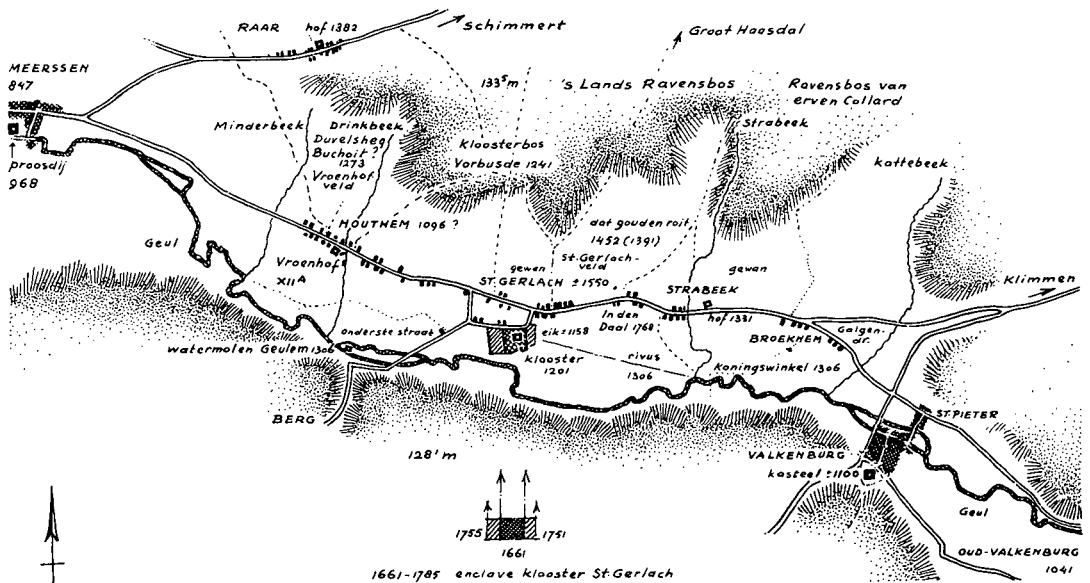 RAAR
hof 1382
Schimmert
Groot Haasdal
MEERSSEN
847
proosdij
968
133⁵ m
's Lands Ravensbos
Ravensbos van
erven Collard
Minderbeek
Drinkbeek
Duvelsheg
Buchoit?
1273
Vroenhof
veld
Kloosterbos
Vorbusde 1241
Strabeek
Kattebeek
HOUTHEM 1096?
dat gouden roit
1452 (1391)
St. Gerlach-
veld
Geul
Vroenhof
XII A
gewan
ST. GERLACH ±1550
gewan
STRABEEK
Klimmen
In den
Daal 1768
hof 1331
Galgen-
dr.
BROEKHEM
onderste straat
eik ±1158
watermolen Geulem 1306
klooster
1201
rivus
1306
Koningswinkel 1306
BERG
ST. PIETER
128¹ m
VALKENBURG
kasteel ±1100
Geul
1755
1751
1661
OUD-VALKENBURG
1041
1661-1785 enclave klooster St. Gerlach